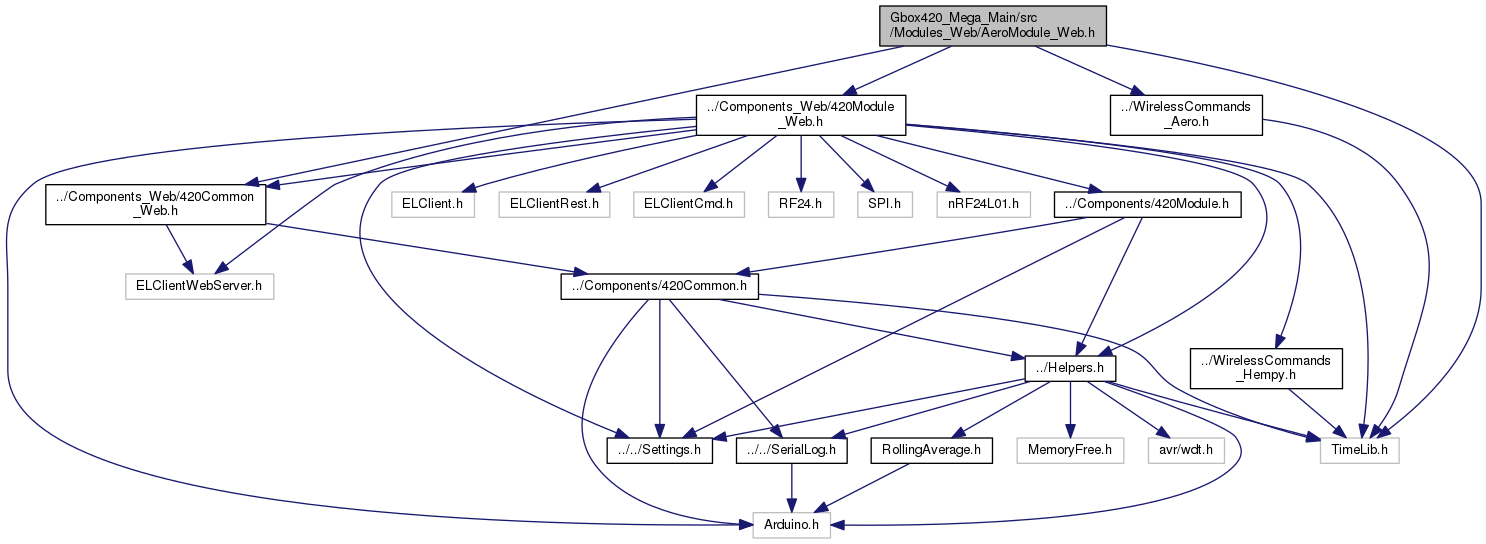 Gbox420_Mega_Main/src
/Modules_Web/AeroModule_Web.h
../Components_Web/420Module
_Web.h
../WirelessCommands
_Aero.h
../Components_Web/420Common
_Web.h
ELClient.h
ELClientRest.h
ELClientCmd.h
RF24.h
SPI.h
nRF24L01.h
../Components/420Module.h
ELClientWebServer.h
../Components/420Common.h
../WirelessCommands
_Hempy.h
../Helpers.h
../../Settings.h
../../SerialLog.h
RollingAverage.h
MemoryFree.h
avr/wdt.h
TimeLib.h
Arduino.h